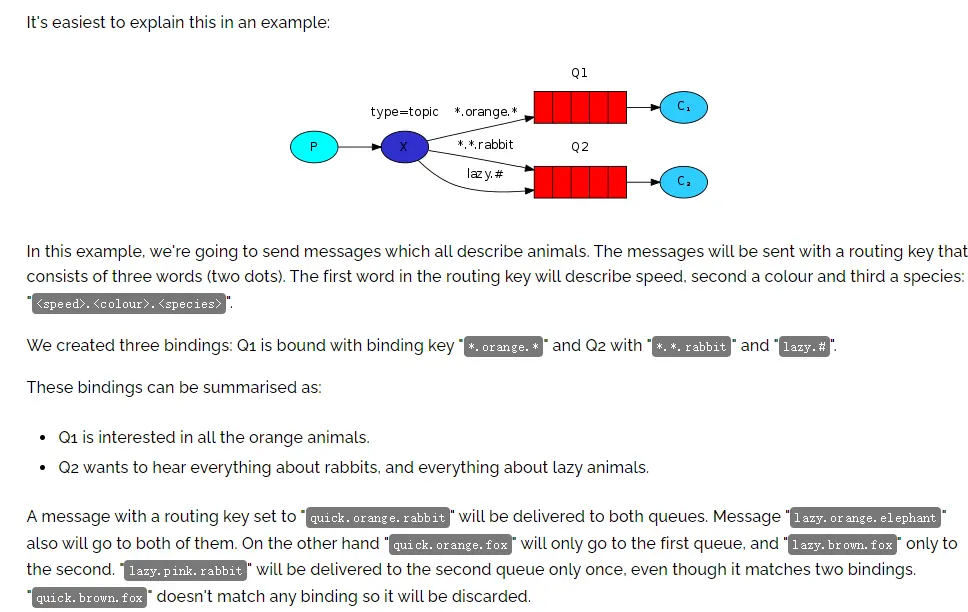 It's easiest to explain this in an example:
Q1
type=topic *.orange.*
C₁
P
X
*.*.rabbit
Q2
lazy.#
C₂
In this example, we're going to send messages which all describe animals. The messages will be sent with a routing key that
consists of three words (two dots). The first word in the routing key will describe speed, second a colour and third a species:
"<speed>.<colour>.<species>".
We created three bindings: Q1 is bound with binding key "*.orange.*" and Q2 with "*.*.rabbit" and "lazy.#".
These bindings can be summarised as:
• Q1 is interested in all the orange animals.
• Q2 wants to hear everything about rabbits, and everything about lazy animals.
A message with a routing key set to "quick.orange.rabbit" will be delivered to both queues. Message "lazy.orange.elephant"
also will go to both of them. On the other hand "quick.orange.fox" will only go to the first queue, and "lazy.brown.fox" only to
the second. "lazy.pink.rabbit" will be delivered to the second queue only once, even though it matches two bindings.
"quick.brown.fox" doesn't match any binding so it will be discarded.